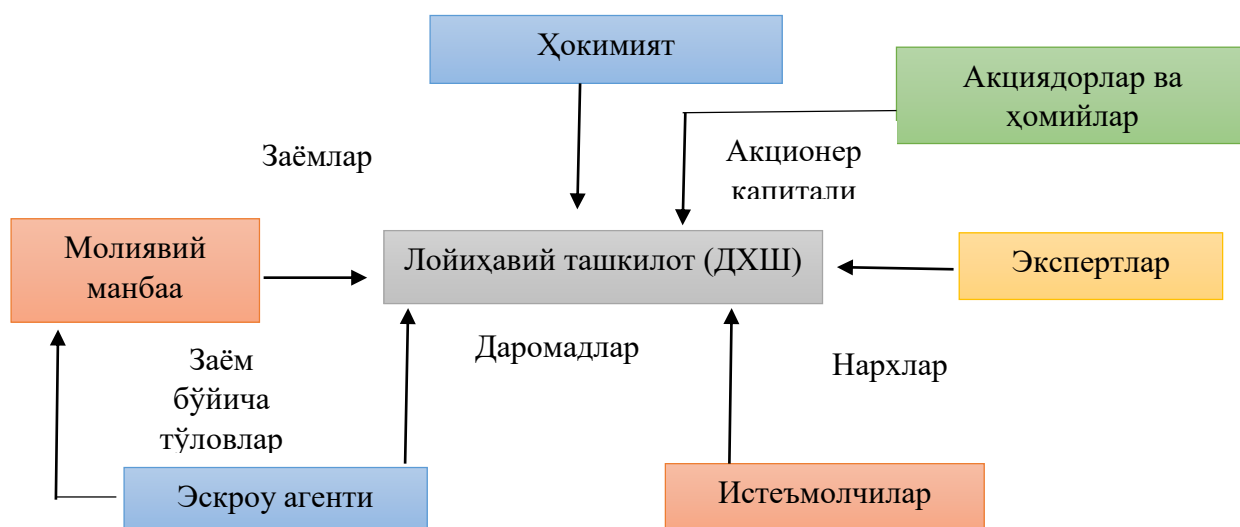 Ҳокимият
Акциядорлар ва
ҳомийлар
Заёмлар
Акционер
капитали
Молиявий
манбаа
Лойиҳавий ташкилот (ДХШ)
Экспертлар
Даромадлар
Нархлар
Заём
бўйича
тўловлар
Эскроу агенти
Истеъмолчилар